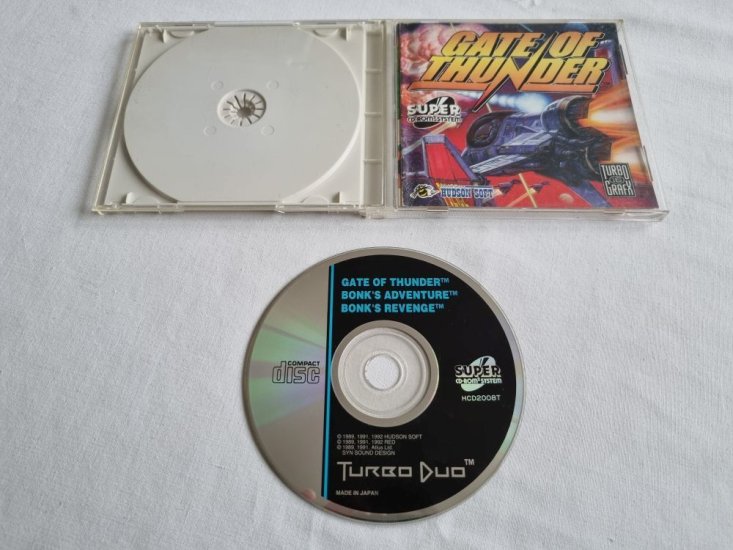 GATE OF
THUNDER
SUPER
CD-ROM² SYSTEM
HUDSON SOFT
TURBO
GRAFX
GATE OF THUNDER™
BONK'S ADVENTURE™
BONK'S REVENGE™
COMPACT
disc
SUPER
CD-ROM² SYSTEM
HCD2008T
© 1989, 1991, 1992 HUDSON SOFT
© 1989, 1991, 1992 RED
© 1989, 1991, Atlus Ltd.
SYN SOUND DESIGN
TURBO DUO™
MADE IN JAPAN